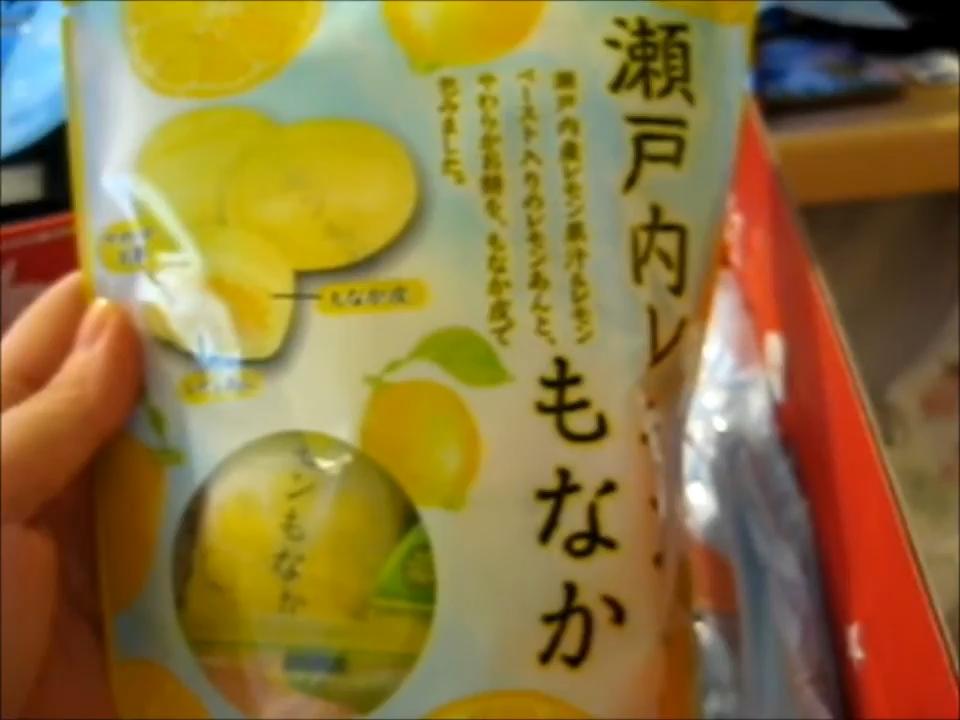 瀬戸内レ
もなか
瀬戸内産レモン果汁&レモン
ペースト入りのレモンあんと、
やわらかお餅を、もなか皮で
包みました。
もなか皮
ンもなか